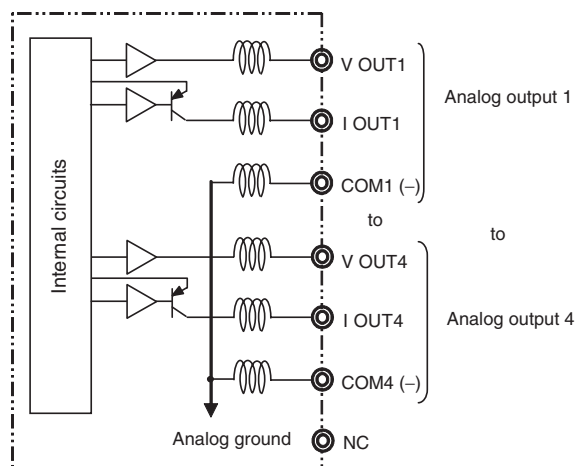 Internal circuits
V OUT1
I OUT1
COM1 (–)
Analog output 1
to
to
V OUT4
I OUT4
COM4 (–)
Analog output 4
Analog ground
NC